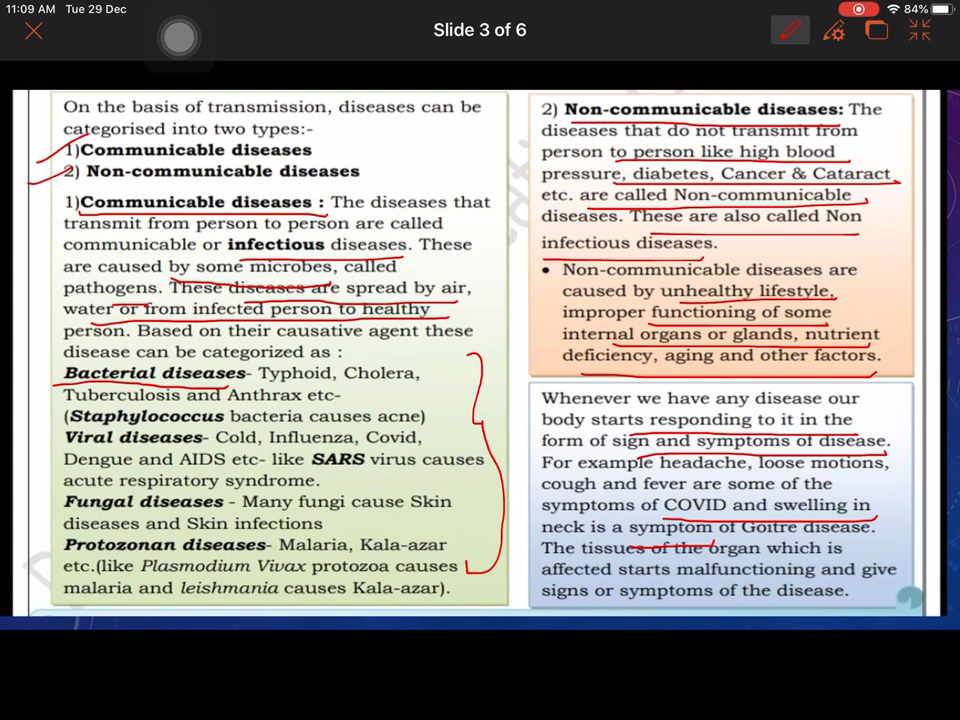 11:09 AM Tue 29 Dec
84%
Slide 3 of 6
On the basis of transmission, diseases can be
categorised into two types:-
1)Communicable diseases
2) Non-communicable diseases
1)Communicable diseases : The diseases that
transmit from person to person are called
communicable or infectious diseases. These
are caused by some microbes, called
pathogens. These diseases are spread by air,
water or from infected person to healthy
person. Based on their causative agent these
disease can be categorized as :
Bacterial diseases- Typhoid, Cholera,
Tuberculosis and Anthrax etc-
(Staphylococcus bacteria causes acne)
Viral diseases- Cold, Influenza, Covid,
Dengue and AIDS etc- like SARS virus causes
acute respiratory syndrome.
Fungal diseases - Many fungi cause Skin
diseases and Skin infections
Protozonan diseases- Malaria, Kala-azar
etc.(like Plasmodium Vivax protozoa causes
malaria and leishmania causes Kala-azar).
2) Non-communicable diseases: The
diseases that do not transmit from
person to person like high blood
pressure, diabetes, Cancer & Cataract
etc. are called Non-communicable
diseases. These are also called Non
infectious diseases.
• Non-communicable diseases are
caused by unhealthy lifestyle,
improper functioning of some
internal organs or glands, nutrient
deficiency, aging and other factors.
Whenever we have any disease our
body starts responding to it in the
form of sign and symptoms of disease.
For example headache, loose motions,
cough and fever are some of the
symptoms of COVID and swelling in
neck is a symptom of Goitre disease.
The tissues of the organ which is
affected starts malfunctioning and give
signs or symptoms of the disease.